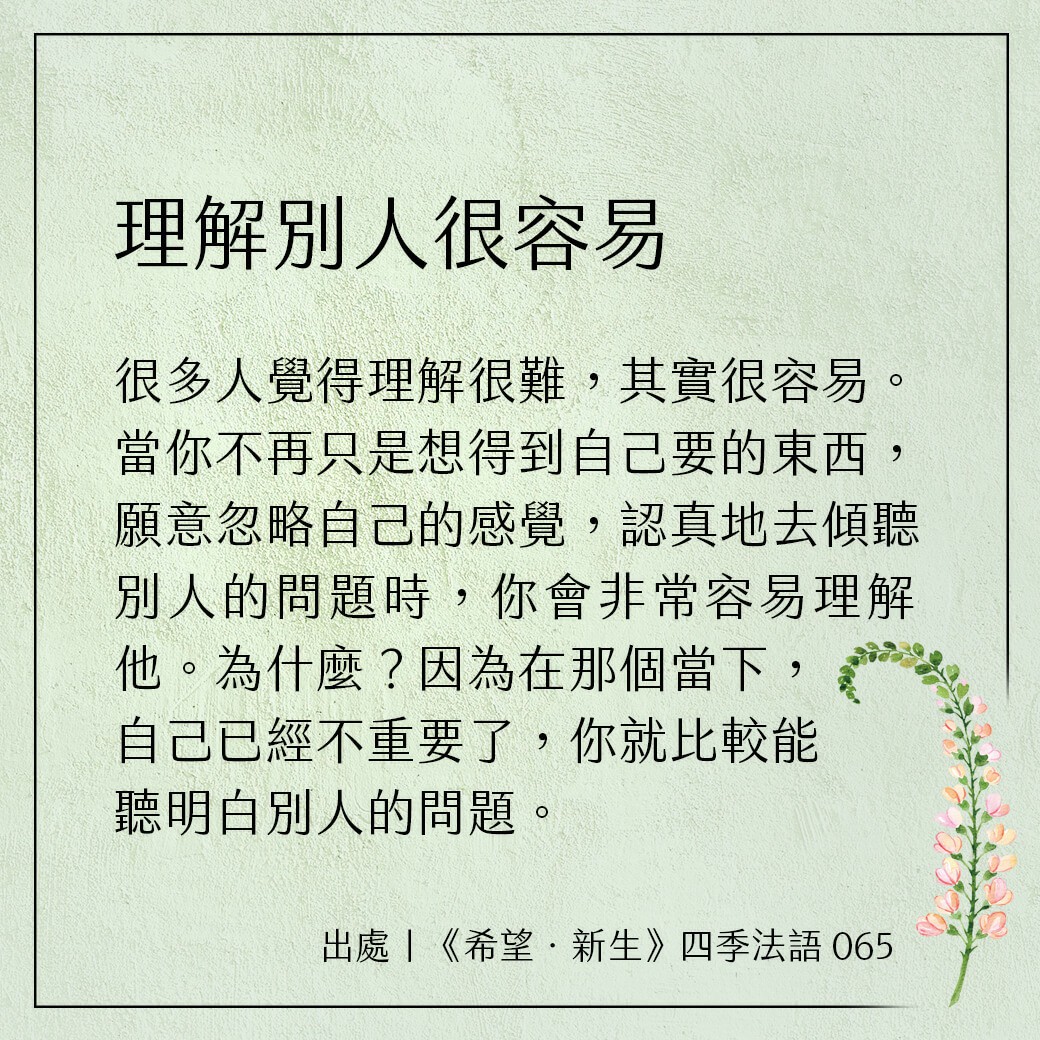 理解別人很容易
很多人覺得理解很難，其實很容易。
當你不再只是想得到自己要的東西，
願意忽略自己的感覺，認真地去傾聽
別人的問題時，你會非常容易理解
他。為什麼？因為在那個當下，
自己已經不重要了，你就比較能
聽明白別人的問題。
出處｜《希望．新生》四季法語 065